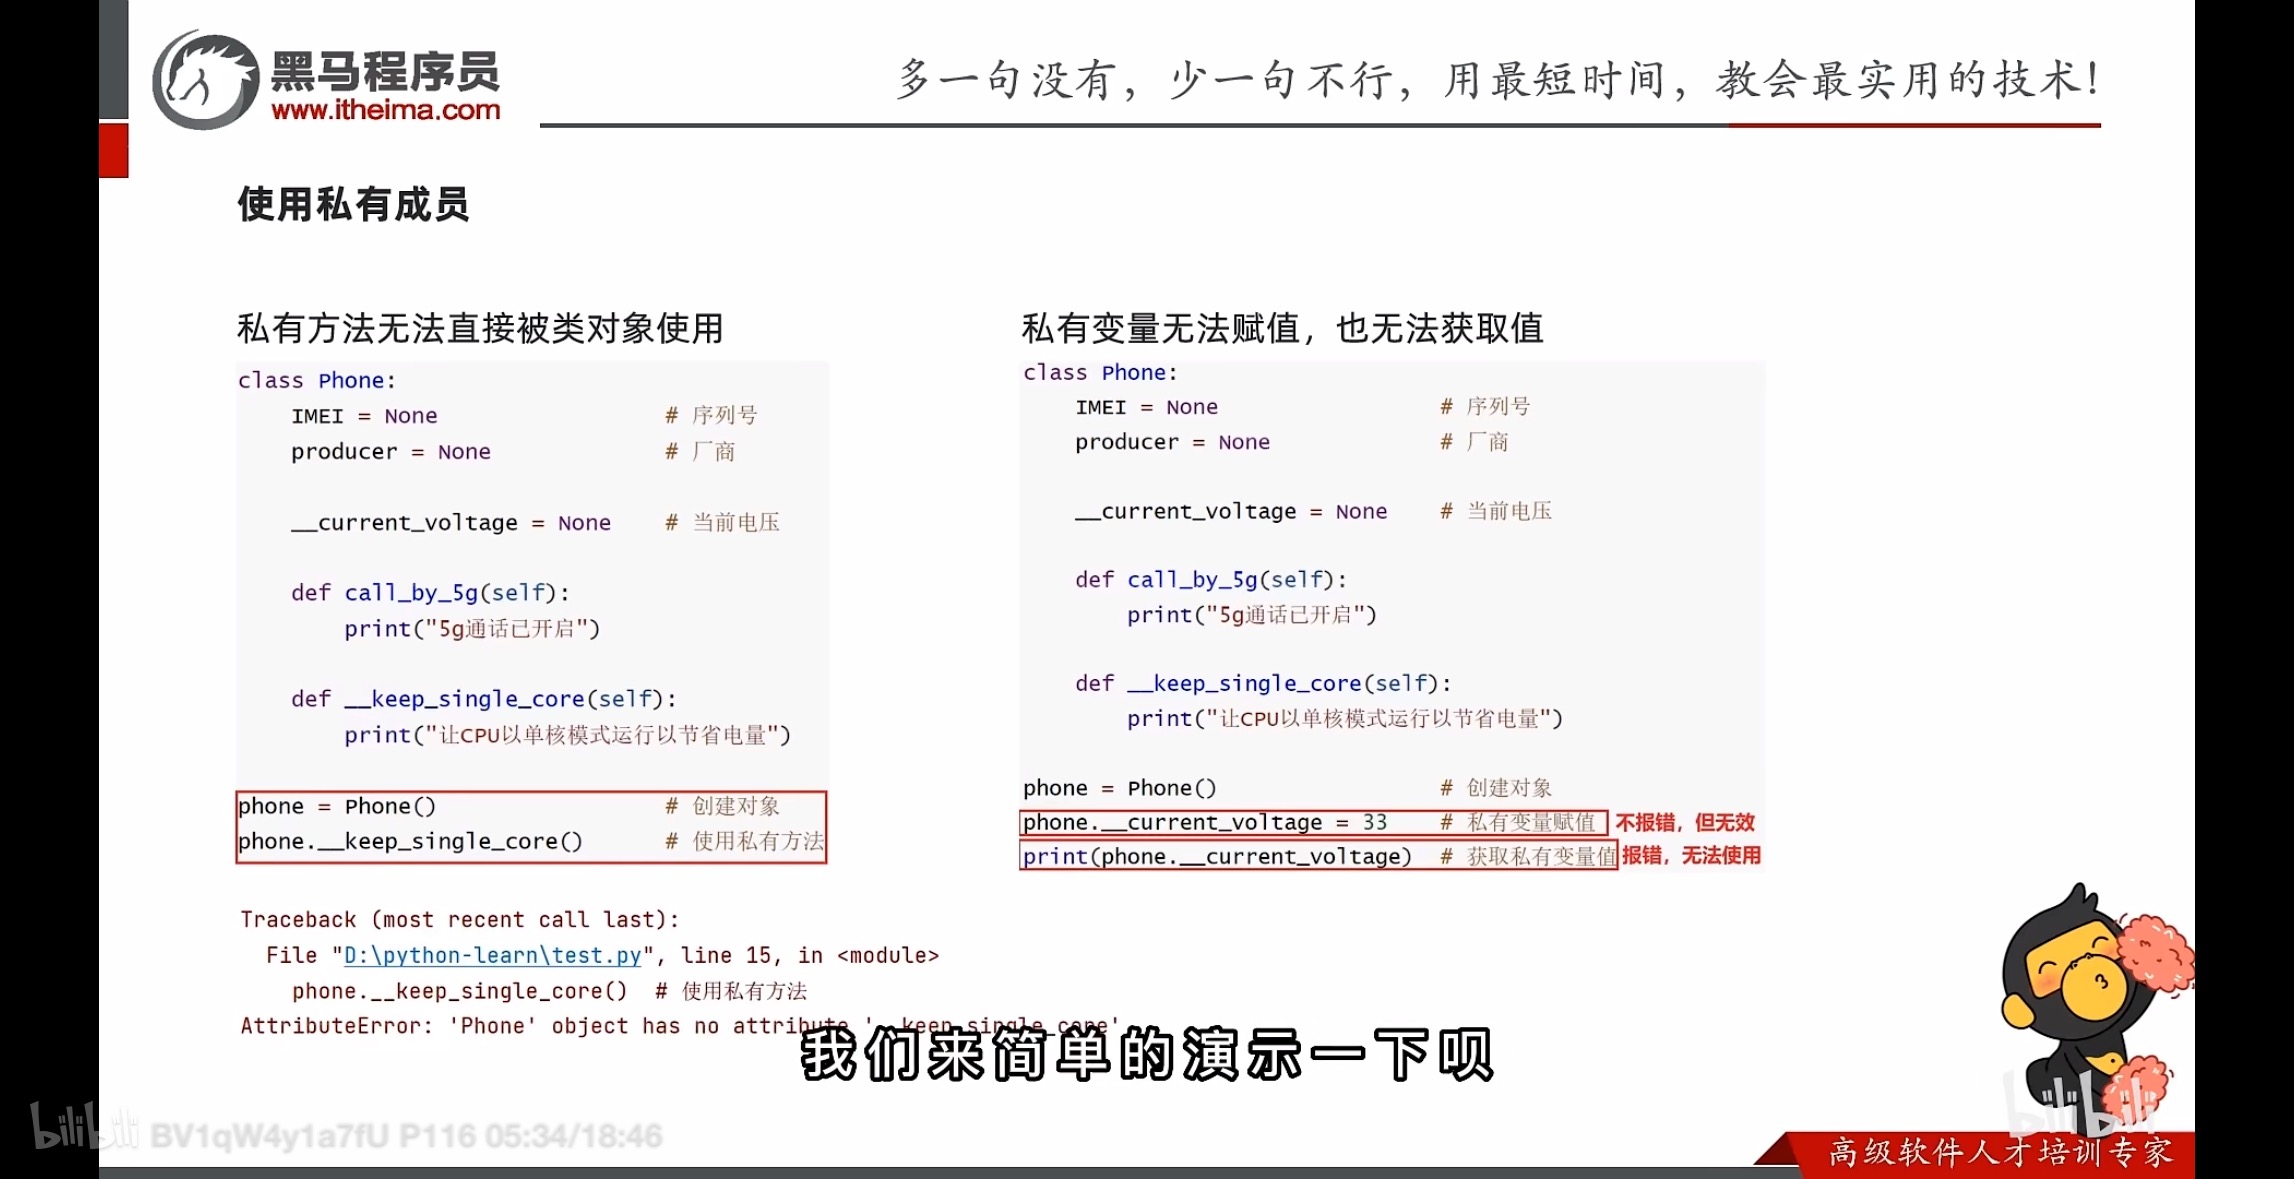 黑马程序员
www.itheima.com
多一句没有，少一句不行，用最短时间，教会最实用的技术！
使用私有成员
私有方法无法直接被类对象使用
class Phone:
    IMEI = None                 # 序列号
    producer = None             # 厂商
    __current_voltage = None    # 当前电压
    def call_by_5g(self):
        print("5g通话已开启")
    def __keep_single_core(self):
        print("让CPU以单核模式运行以节省电量")
phone = Phone()                 # 创建对象
phone.__keep_single_core()      # 使用私有方法
Traceback (most recent call last):
  File "D:\python-learn\test.py", line 15, in <module>
    phone.__keep_single_core()  # 使用私有方法
AttributeError: 'Phone' object has no attribute '__keep_single_core'
私有变量无法赋值，也无法获取值
class Phone:
    IMEI = None                 # 序列号
    producer = None             # 厂商
    __current_voltage = None    # 当前电压
    def call_by_5g(self):
        print("5g通话已开启")
    def __keep_single_core(self):
        print("让CPU以单核模式运行以节省电量")
phone = Phone()                 # 创建对象
phone.__current_voltage = 33    # 私有变量赋值 不报错，但无效
print(phone.__current_voltage)  # 获取私有变量值 报错，无法使用
我们来简单的演示一下呗
bilibili BV1qW4y1a7fU P116 05:34/18:46
bilibili
高级软件人才培训专家